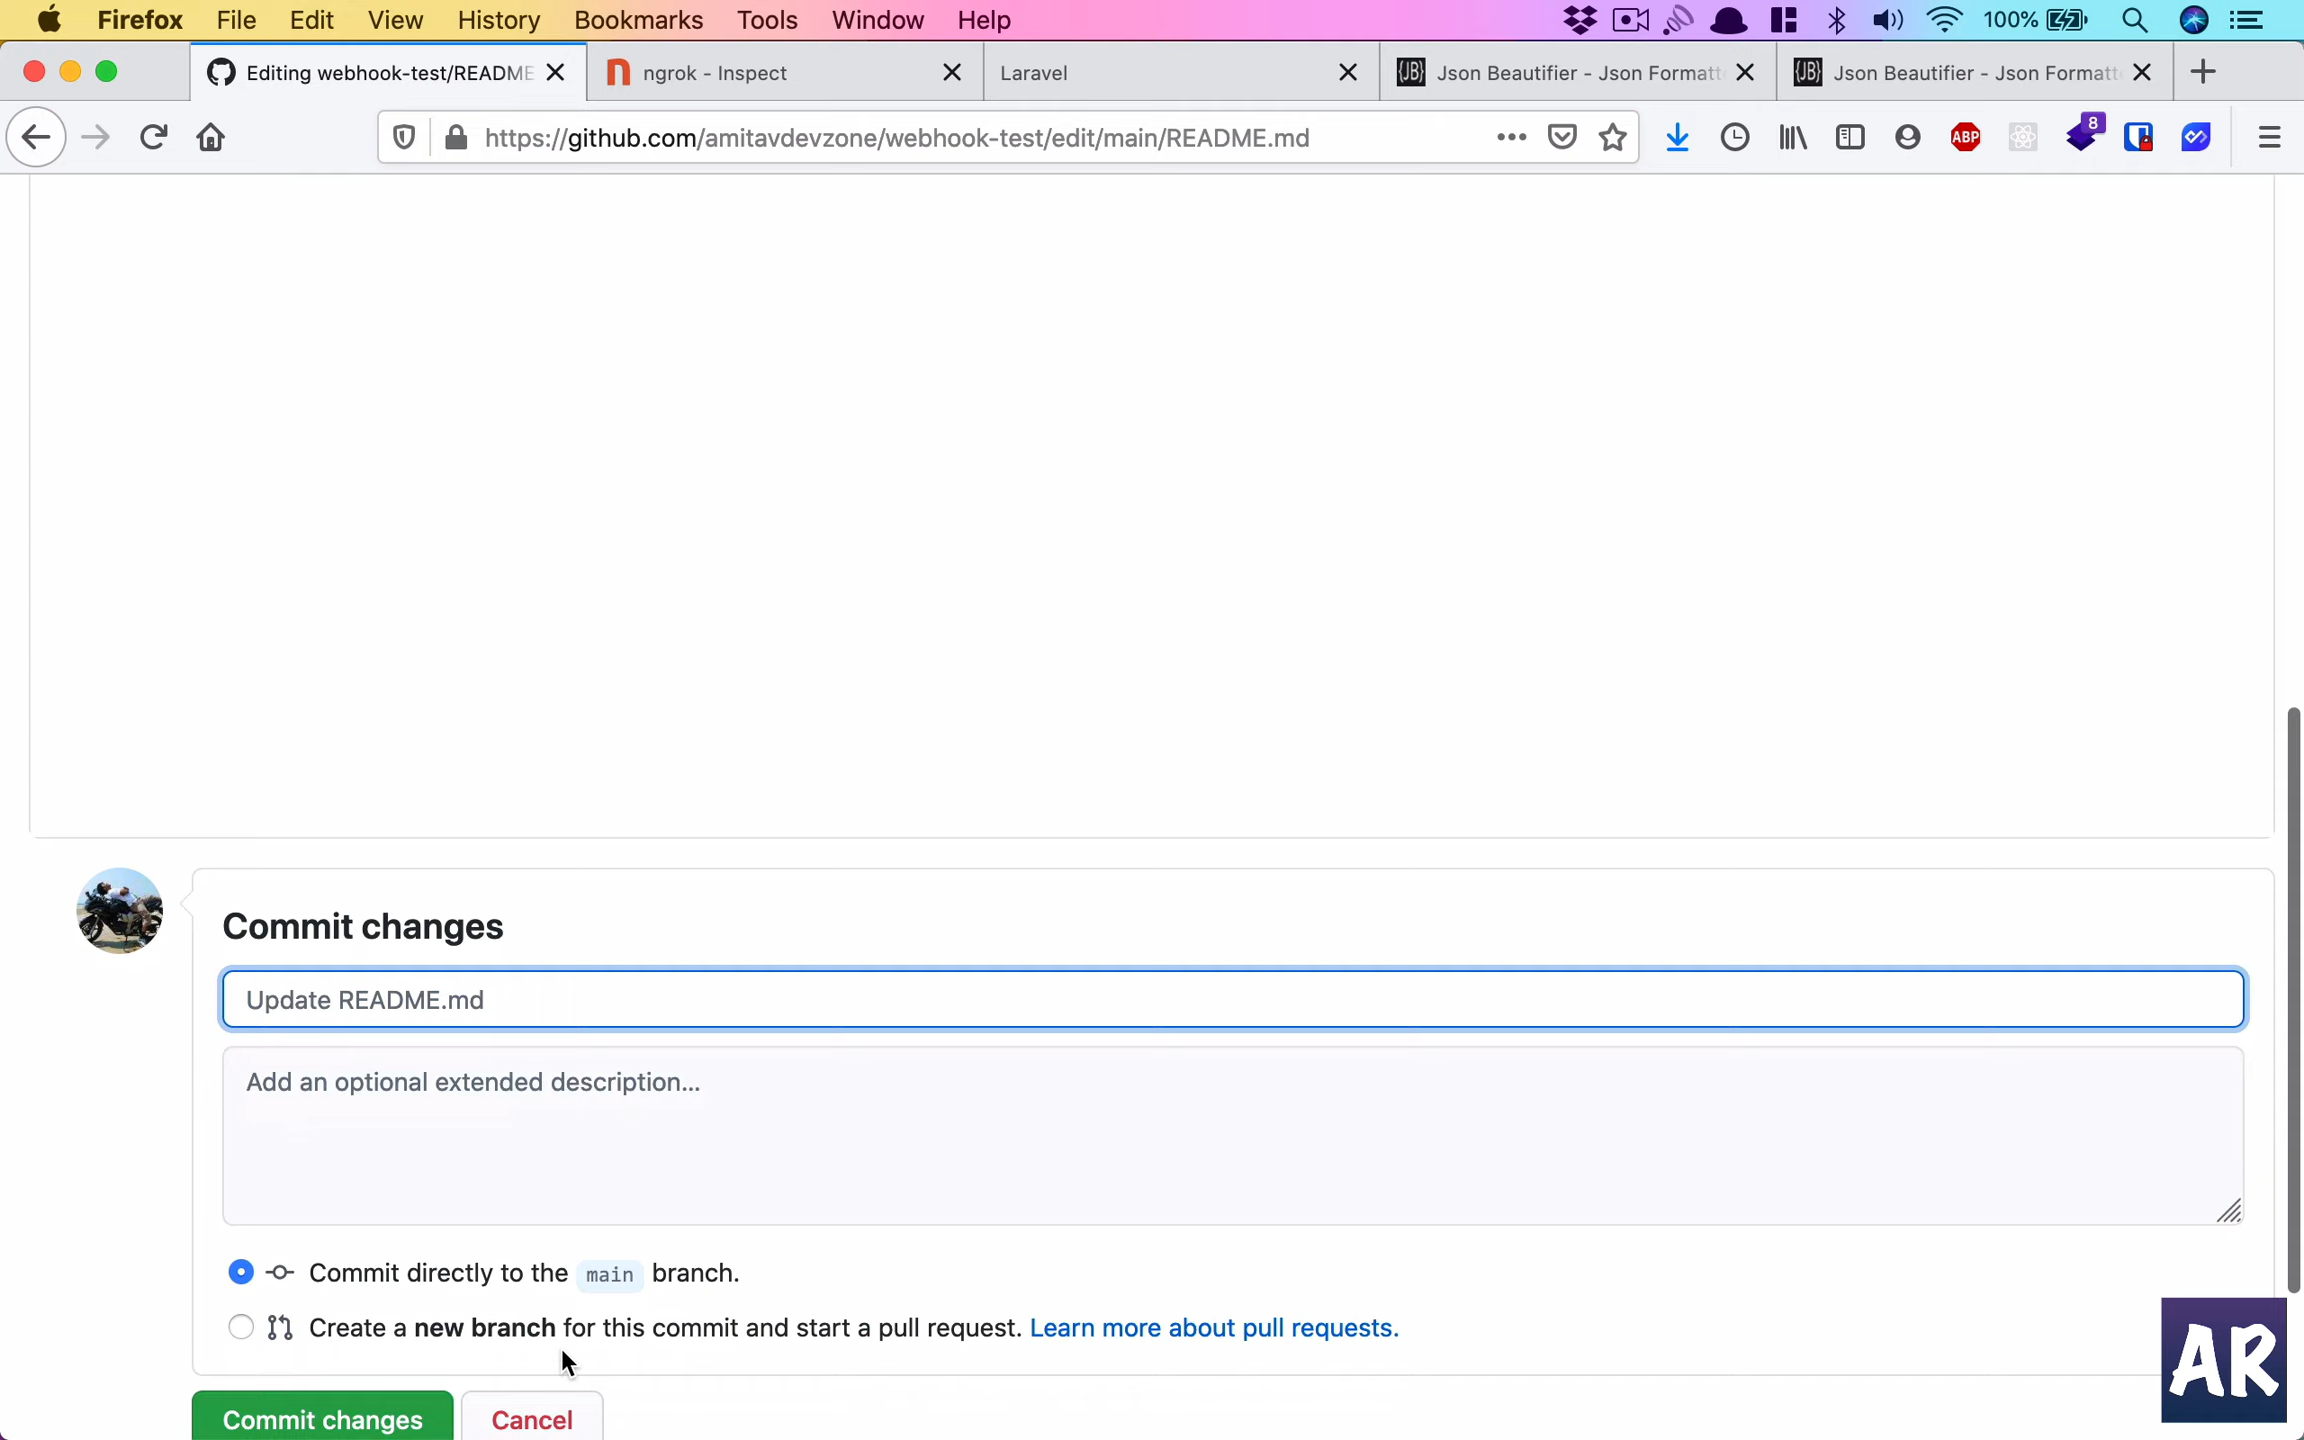 Firefox File Edit View History Bookmarks Tools Window Help 100%
Editing webhook-test/README ngrok - Inspect Laravel {JB} Json Beautifier - Json Formatt {JB} Json Beautifier - Json Formatt
https://github.com/amitavdevzone/webhook-test/edit/main/README.md ABP 8
Commit changes
Update README.md
Add an optional extended description...
Commit directly to the main branch.
Create a new branch for this commit and start a pull request. Learn more about pull requests.
AR
Commit changes Cancel